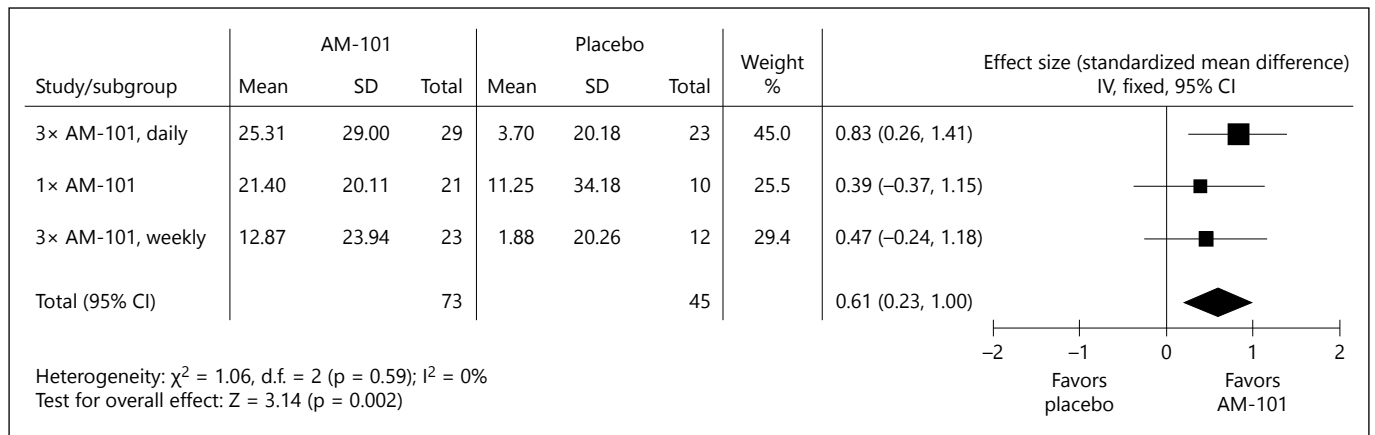 AM-101 Placebo Weight % Effect size (standardized mean difference) IV, fixed, 95% CI
Study/subgroup Mean SD Total Mean SD Total
3× AM-101, daily 25.31 29.00 29 3.70 20.18 23 45.0 0.83 (0.26, 1.41)
1× AM-101 21.40 20.11 21 11.25 34.18 10 25.5 0.39 (–0.37, 1.15)
3× AM-101, weekly 12.87 23.94 23 1.88 20.26 12 29.4 0.47 (–0.24, 1.18)
Total (95% CI) 73 45 0.61 (0.23, 1.00)
–2 –1 0 1 2
Favors placebo Favors AM-101
Heterogeneity: χ² = 1.06, d.f. = 2 (p = 0.59); I² = 0%
Test for overall effect: Z = 3.14 (p = 0.002)